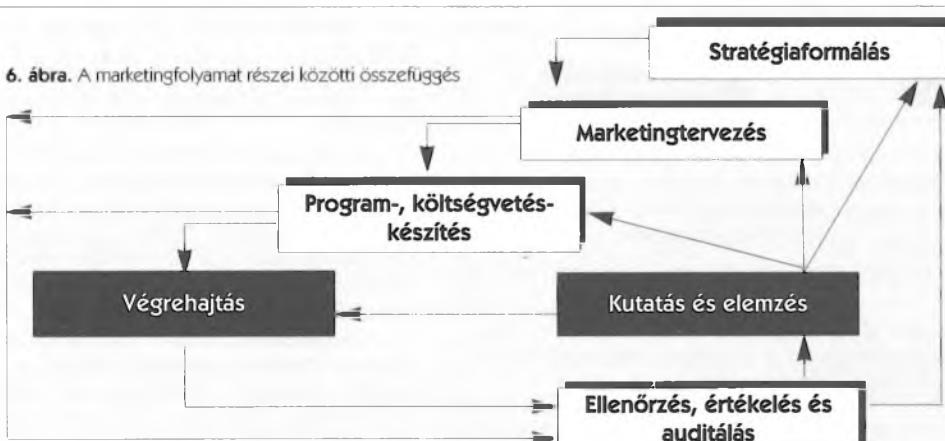 Stratégiaformálás
6. ábra. A marketingfolyamat részei közötti összefüggés
Marketingtervezés
Program-, költségvetés-
készítés
Végrehajtás
Kutatás és elemzés
Ellenőrzés, értékelés és
auditálás